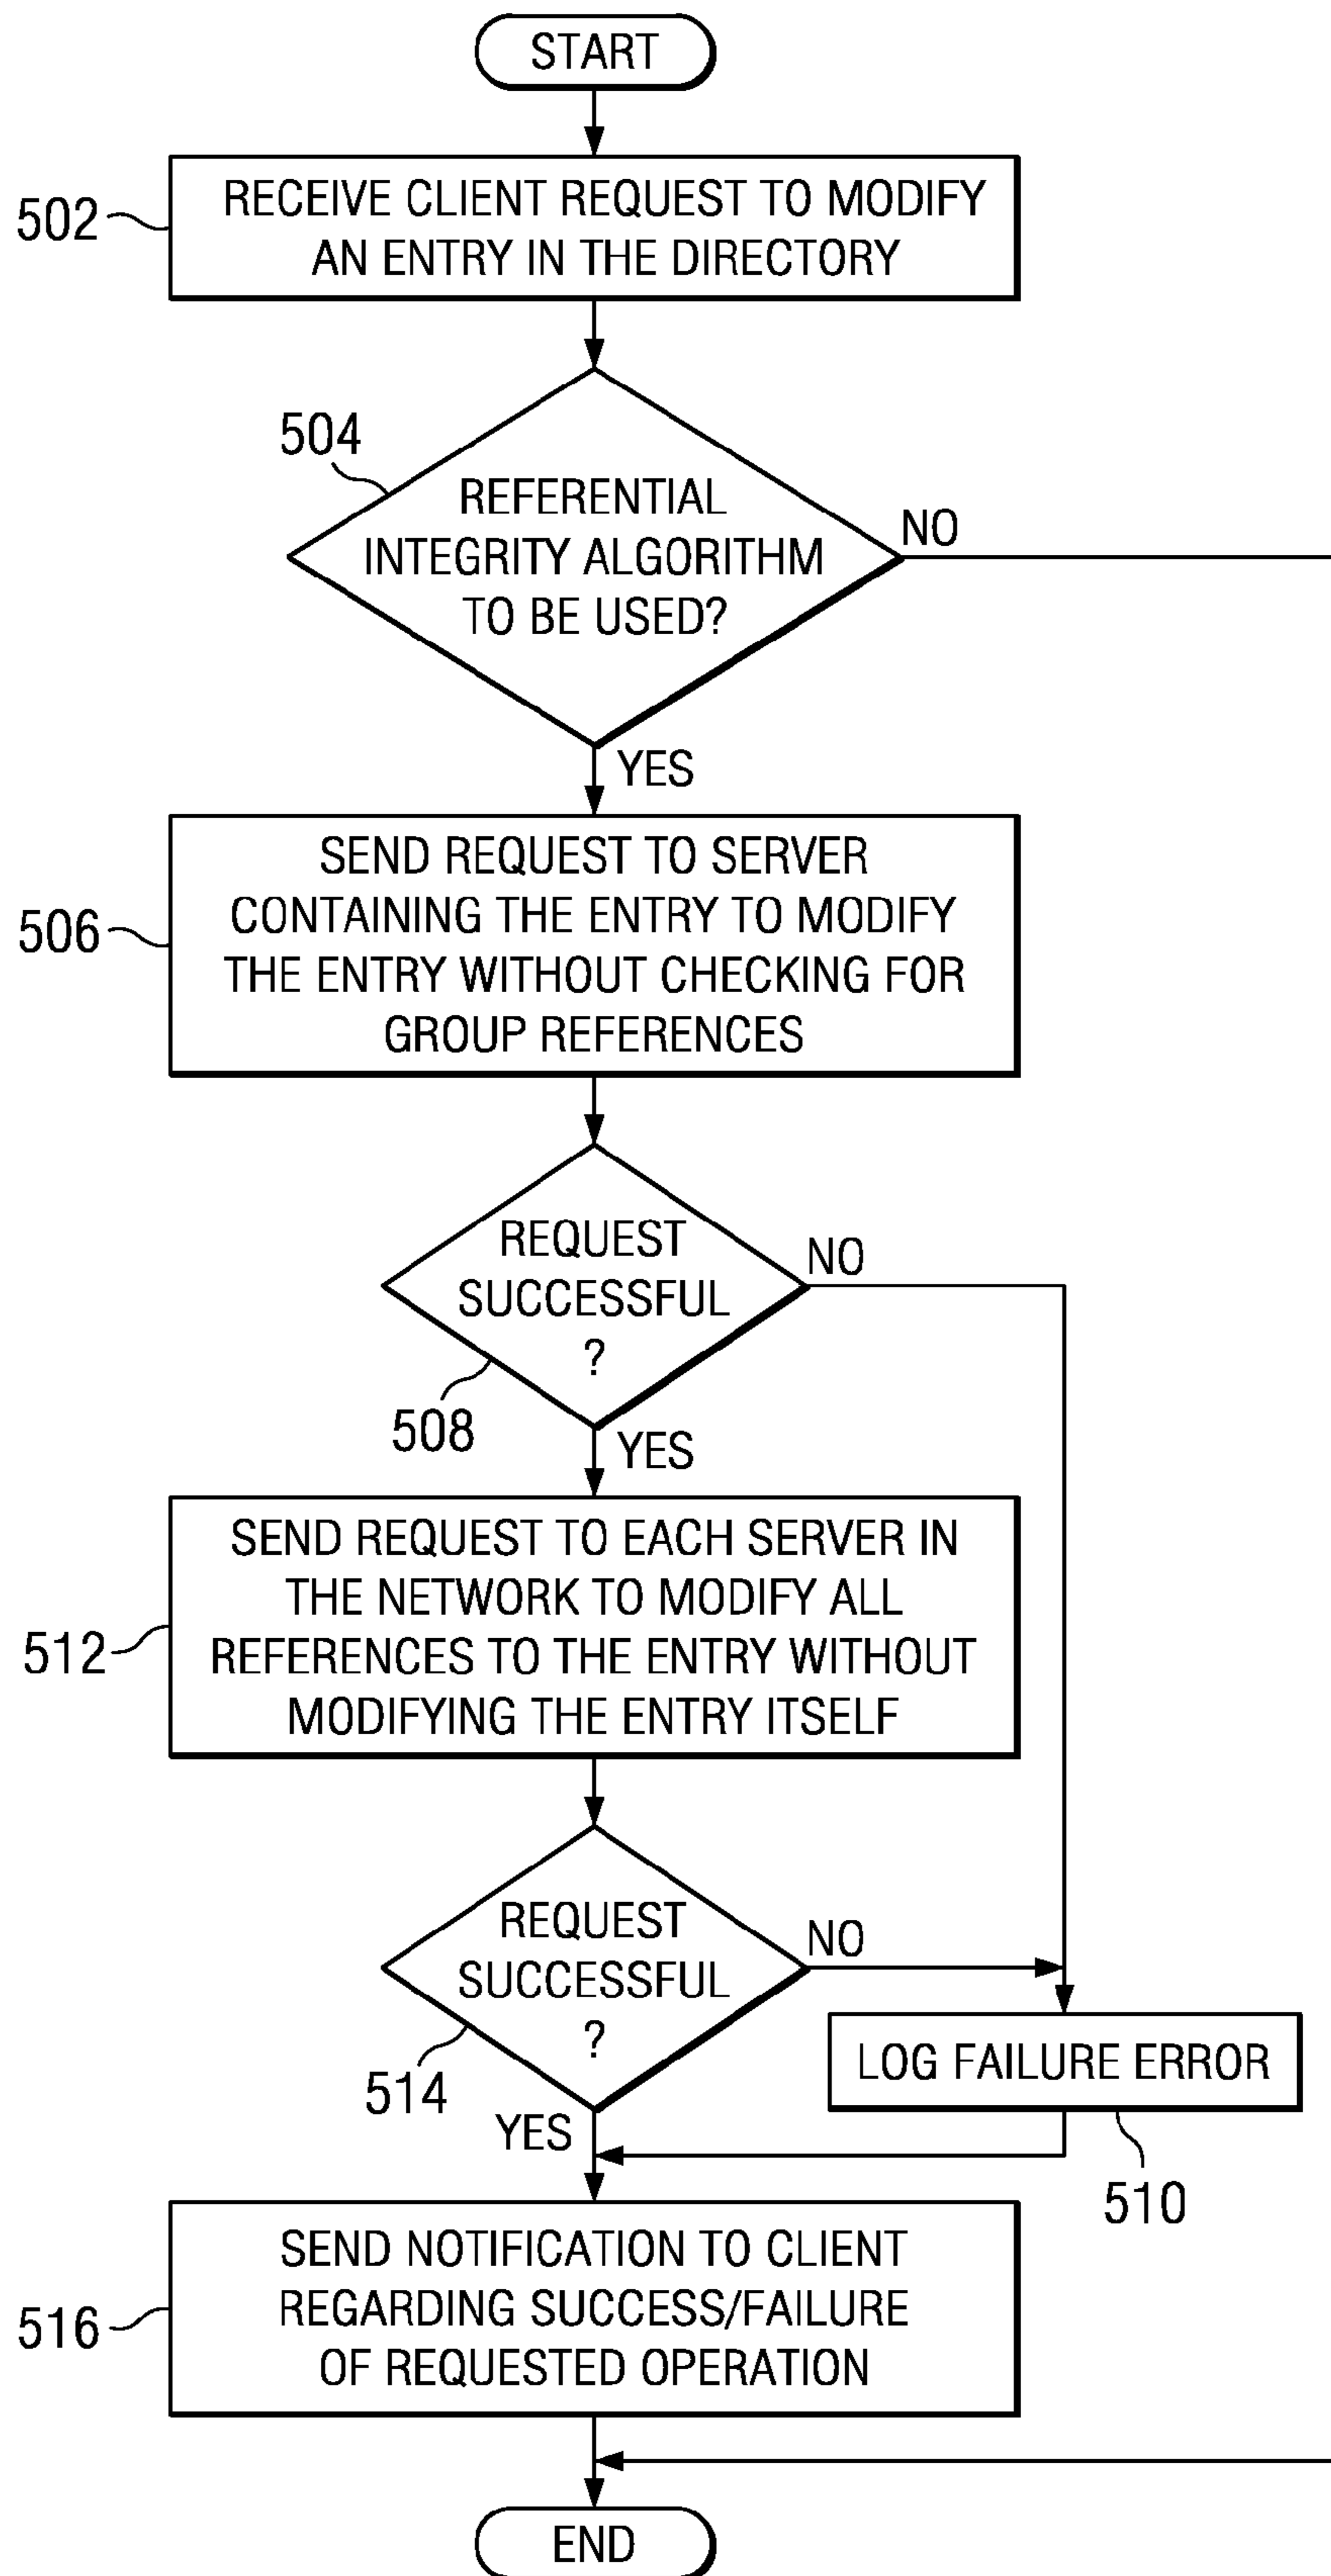 START
502
RECEIVE CLIENT REQUEST TO MODIFY
AN ENTRY IN THE DIRECTORY
504
REFERENTIAL
INTEGRITY ALGORITHM
TO BE USED?
NO
YES
506
SEND REQUEST TO SERVER
CONTAINING THE ENTRY TO MODIFY
THE ENTRY WITHOUT CHECKING FOR
GROUP REFERENCES
REQUEST
SUCCESSFUL
?
NO
508
YES
512
SEND REQUEST TO EACH SERVER IN
THE NETWORK TO MODIFY ALL
REFERENCES TO THE ENTRY WITHOUT
MODIFYING THE ENTRY ITSELF
REQUEST
SUCCESSFUL
?
NO
514
YES
LOG FAILURE ERROR
510
516
SEND NOTIFICATION TO CLIENT
REGARDING SUCCESS/FAILURE
OF REQUESTED OPERATION
END